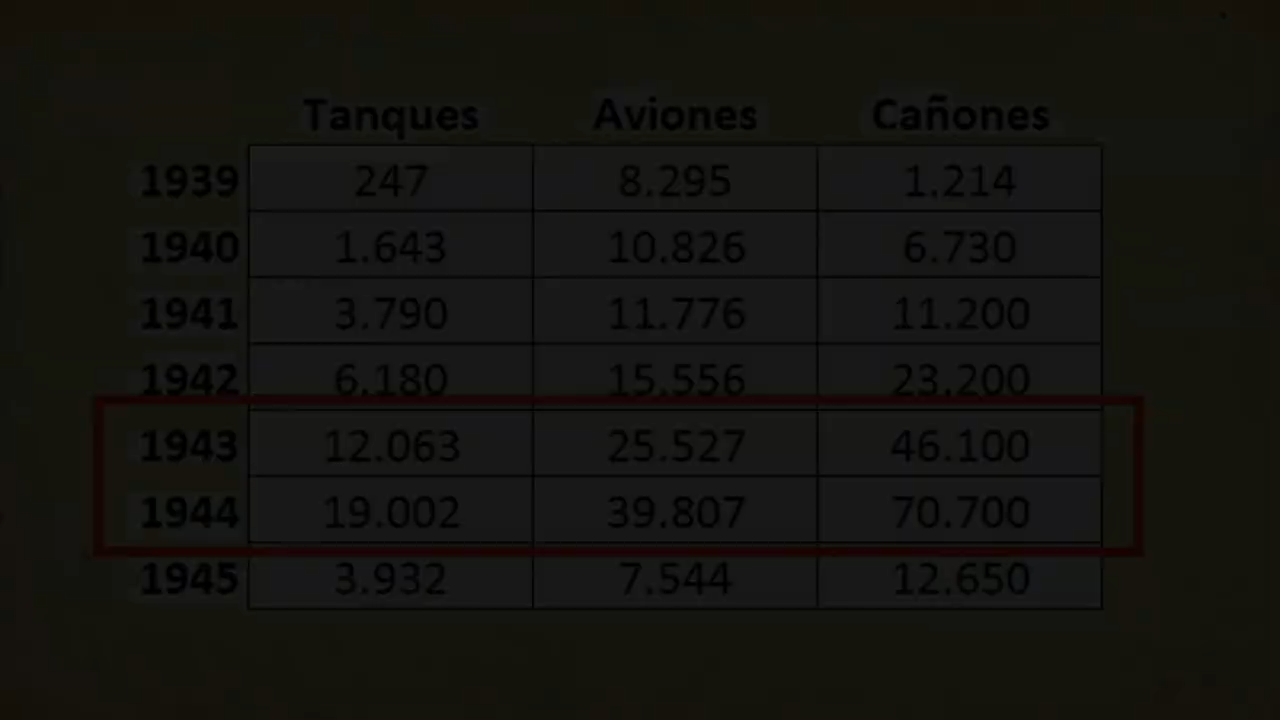 Tanques Aviones Cañones
1939 247 8.295 1.214
1940 1.643 10.826 6.730
1941 3.790 11.776 11.200
1942 6.180 15.556 23.200
1943 12.063 25.527 46.100
1944 19.002 39.807 70.700
1945 3.932 7.544 12.650